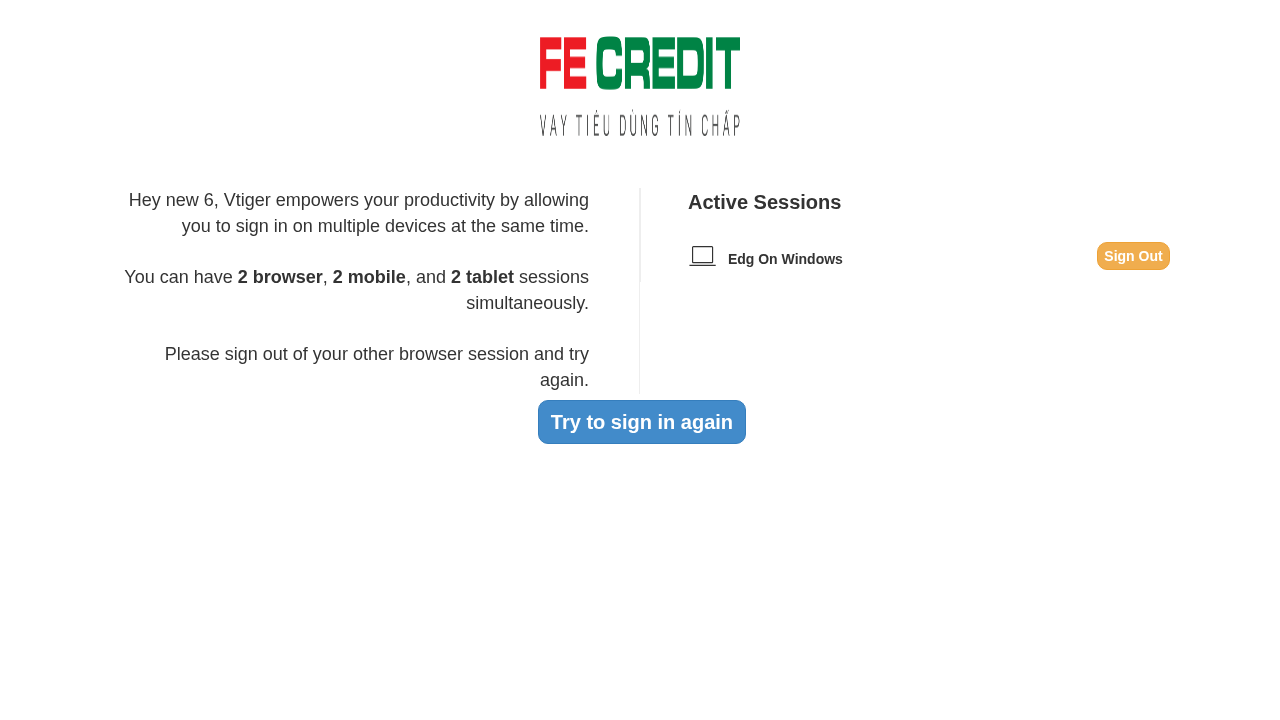 FE CREDIT
VAY TIÊU DÙNG TÍN CHẤP
Hey new 6, Vtiger empowers your productivity by allowing
you to sign in on multiple devices at the same time.
You can have 2 browser, 2 mobile, and 2 tablet sessions
simultaneously.
Please sign out of your other browser session and try
again.
Active Sessions
Edg On Windows
Sign Out
Try to sign in again